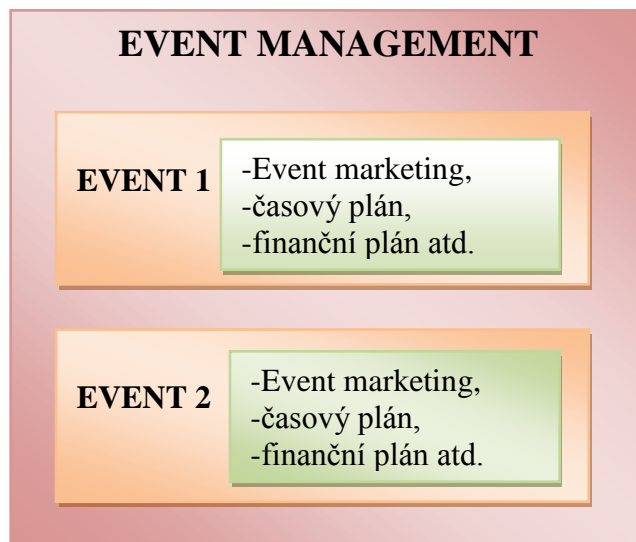 EVENT MANAGEMENT
EVENT 1
-Event marketing,
-časový plán,
-finanční plán atd.
EVENT 2
-Event marketing,
-časový plán,
-finanční plán atd.